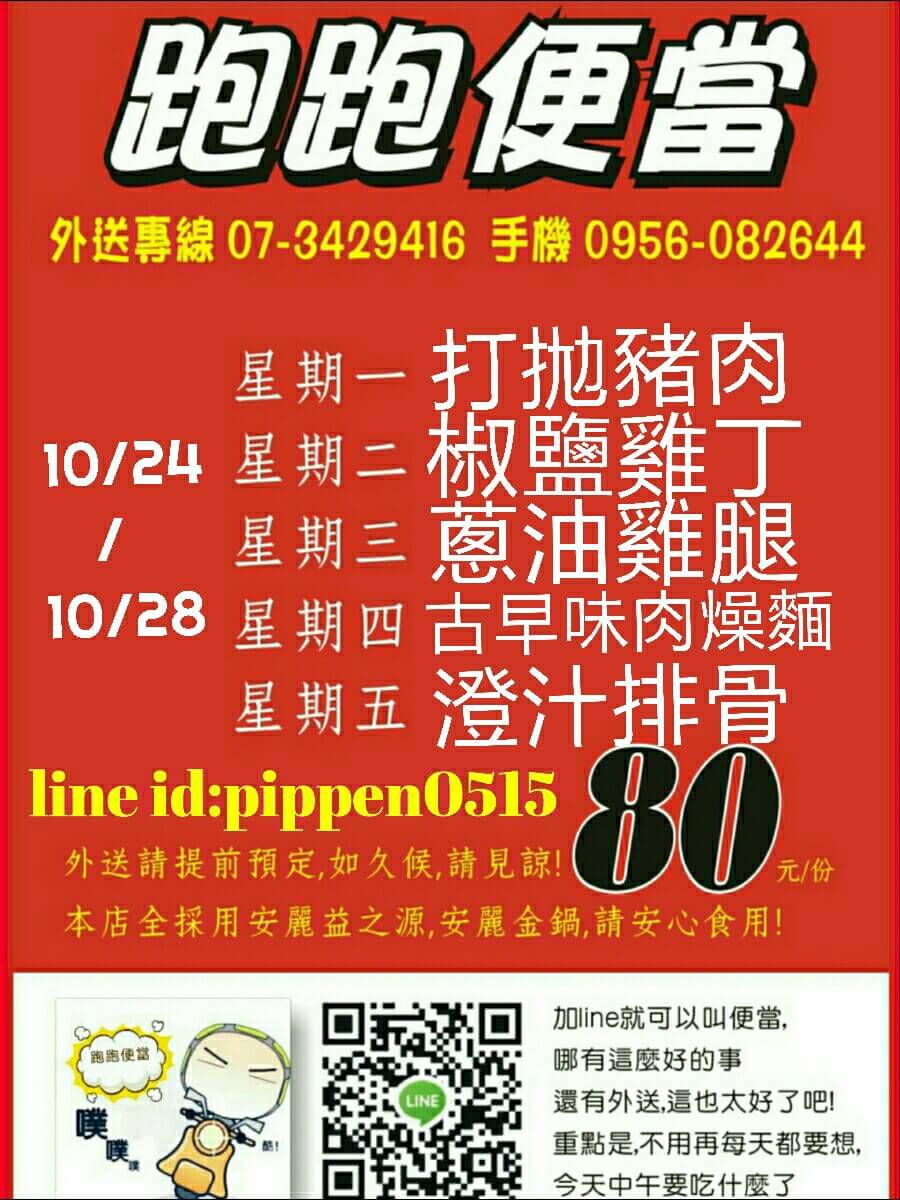 跑跑便當
外送專線 07-3429416 手機 0956-082644
星期一 打拋豬肉
10/24 星期二 椒鹽雞丁
/ 星期三 蔥油雞腿
10/28 星期四 古早味肉燥麵
星期五 澄汁排骨
line id:pippen0515
80 元/份
外送請提前預定,如久候,請見諒!
本店全採用安麗益之源,安麗金鍋,請安心食用!
跑跑便當
噗
噗
噗
酷!
LINE
加line就可以叫便當,
哪有這麼好的事
還有外送,這也太好了吧!
重點是,不用再每天都要想,
今天中午要吃什麼了